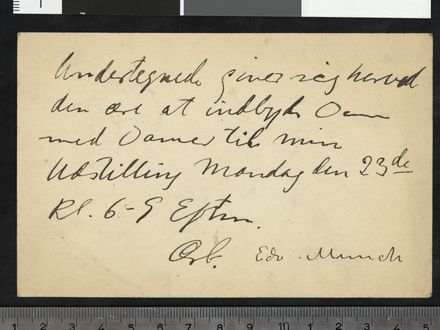 Undertegnede giver sig herved
den ære at indbyde Dem
med Damer til min
Udstilling Mandag den 23de
Kl. 6-9 Eftm.
Erb. Edv. Munch